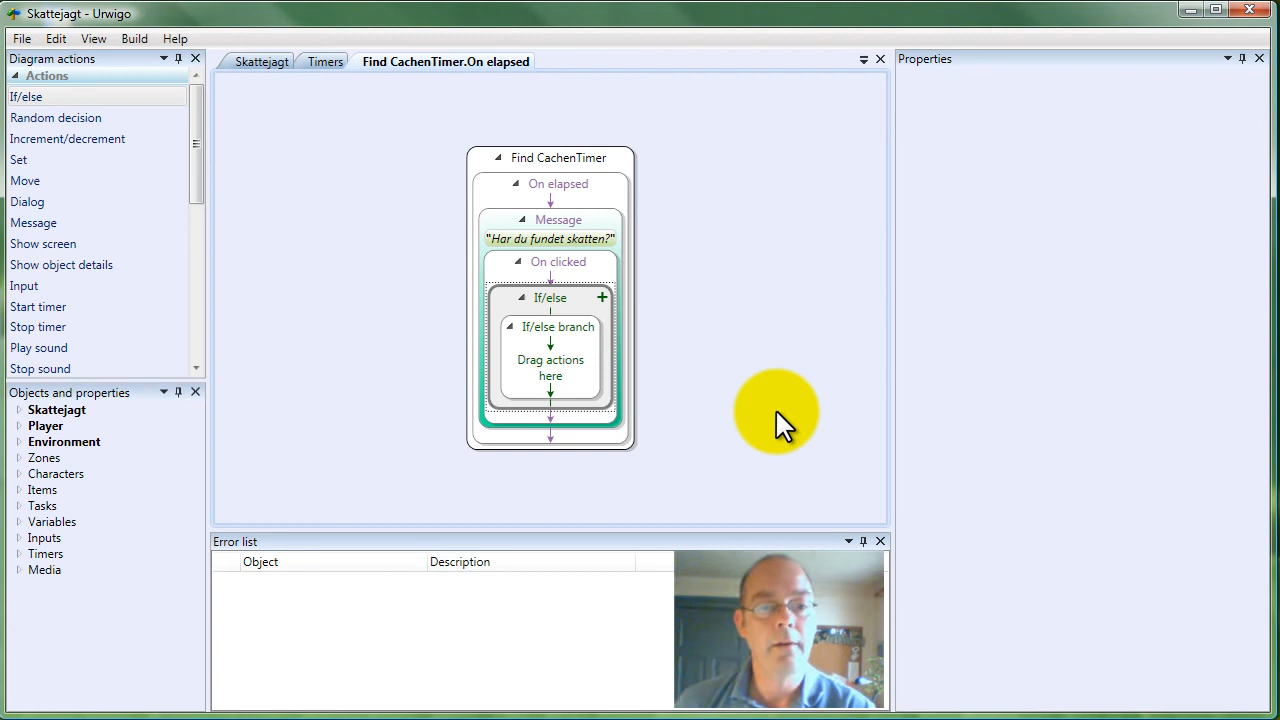 Skattejagt - Urwigo
File Edit View Build Help
Diagram actions
Actions
If/else
Random decision
Increment/decrement
Set
Move
Dialog
Message
Show screen
Show object details
Input
Start timer
Stop timer
Play sound
Stop sound
Objects and properties
Skattejagt
Player
Environment
Zones
Characters
Items
Tasks
Variables
Inputs
Timers
Media
Skattejagt Timers Find CachenTimer.On elapsed
Find CachenTimer
On elapsed
Message
"Har du fundet skatten?"
On clicked
If/else
If/else branch
Drag actions
here
Error list
Object Description
Properties